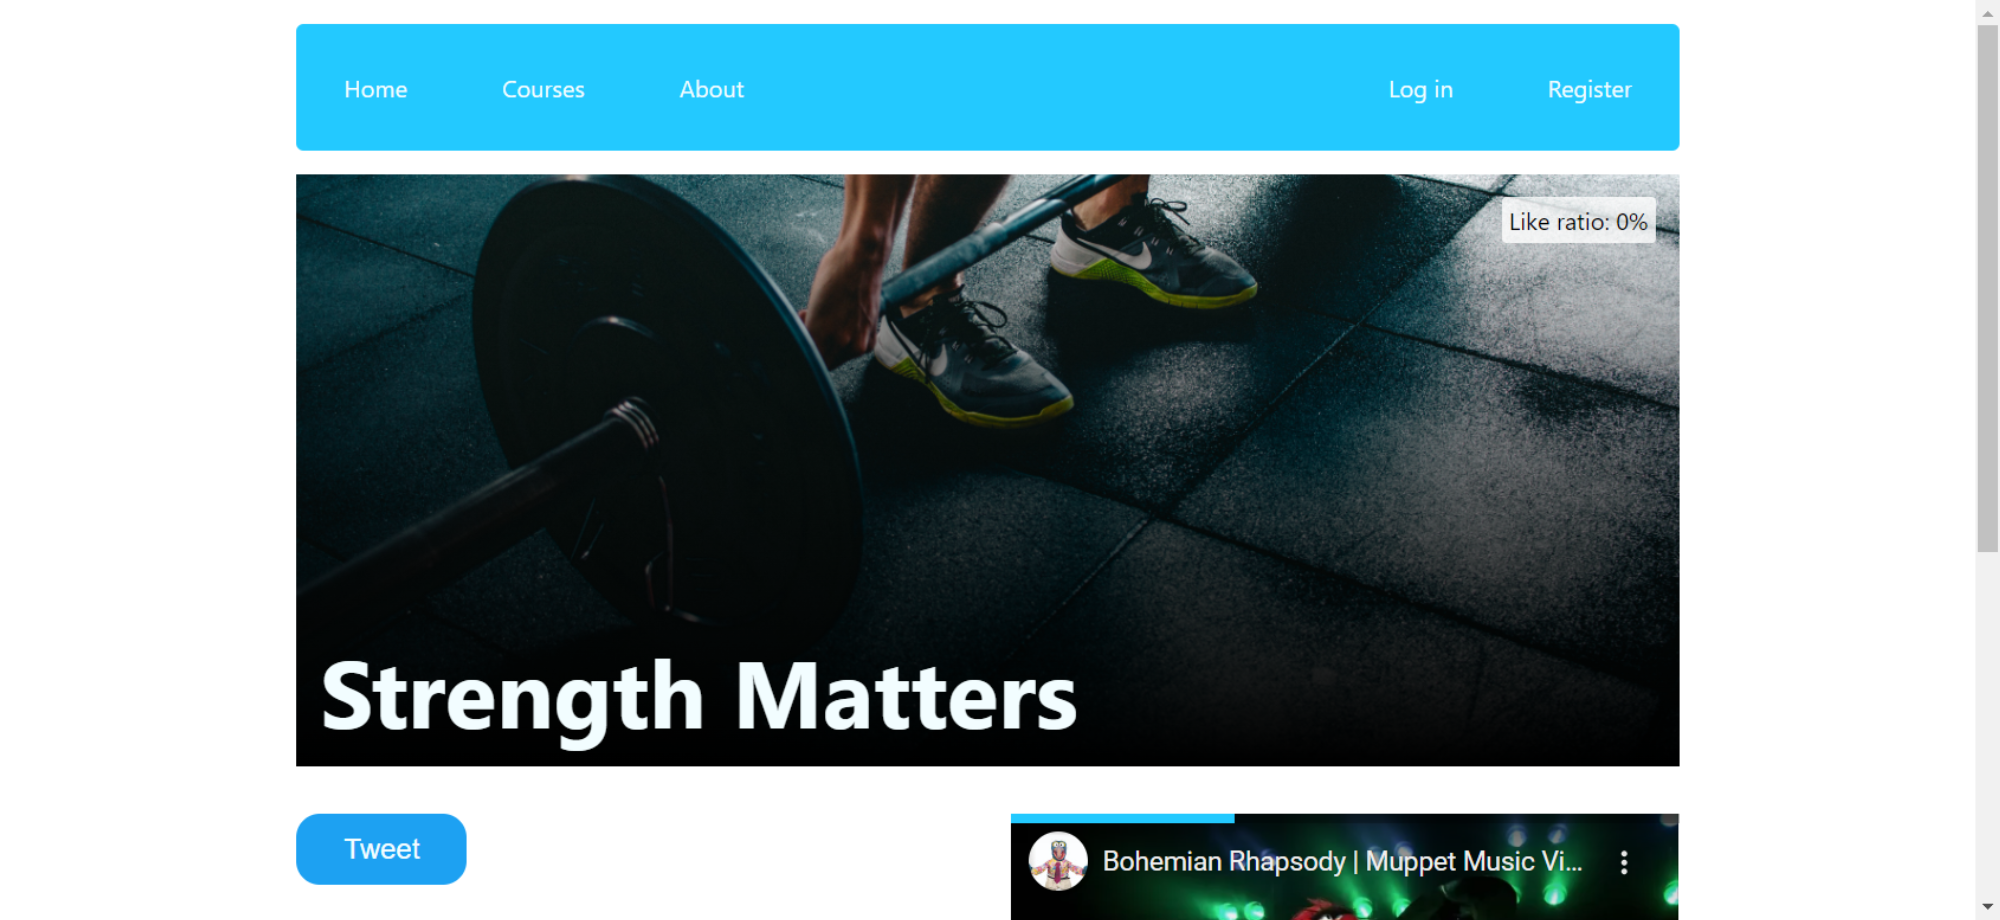 Home Courses About Log in Register
Like ratio: 0%
Strength Matters
Tweet
Bohemian Rhapsody | Muppet Music Vi...